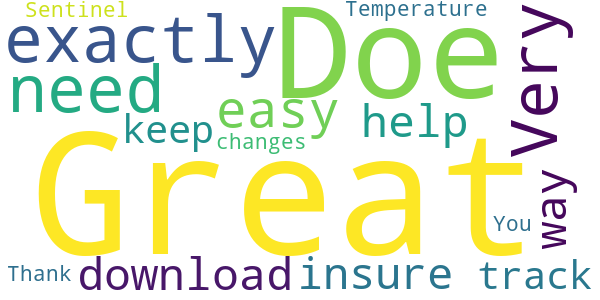 Sentinel
Temperature
exactly
Doe
Very
need
easy
help
keep
changes
Great
way
You
Thank
download
insure
track